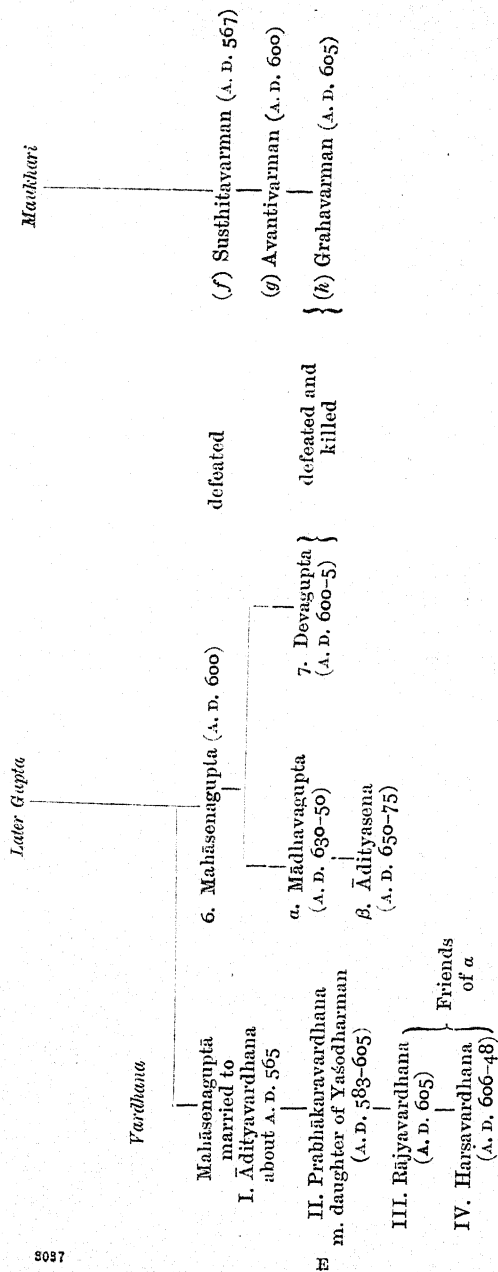 Vardhana
Later Gupta
Maukhari
Mahāsenaguptā
married to
I. Ādityavardhana
about A. D. 565
6. Mahāsenagupta (A. D. 600)
defeated
(f) Susthitavarman (A. D. 567)
(g) Avantivarman (A. D. 600)
II. Prabhākaravardhana
m. daughter of Yaśodharman
(A. D. 583–605)
a. Mādhavagupta
(A. D. 630–50)
7. Devagupta
(A. D. 600–5)
defeated and
killed
(h) Grahavarman (A. D. 605)
β. Ādityasena
(A. D. 650–75)
III. Rājyavardhana
(A. D. 605)
IV. Harṣavardhana
(A. D. 606–48)
Friends
of a
3037
E